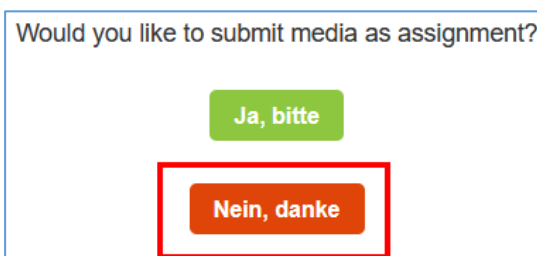 Would you like to submit media as assignment?
Ja, bitte
Nein, danke